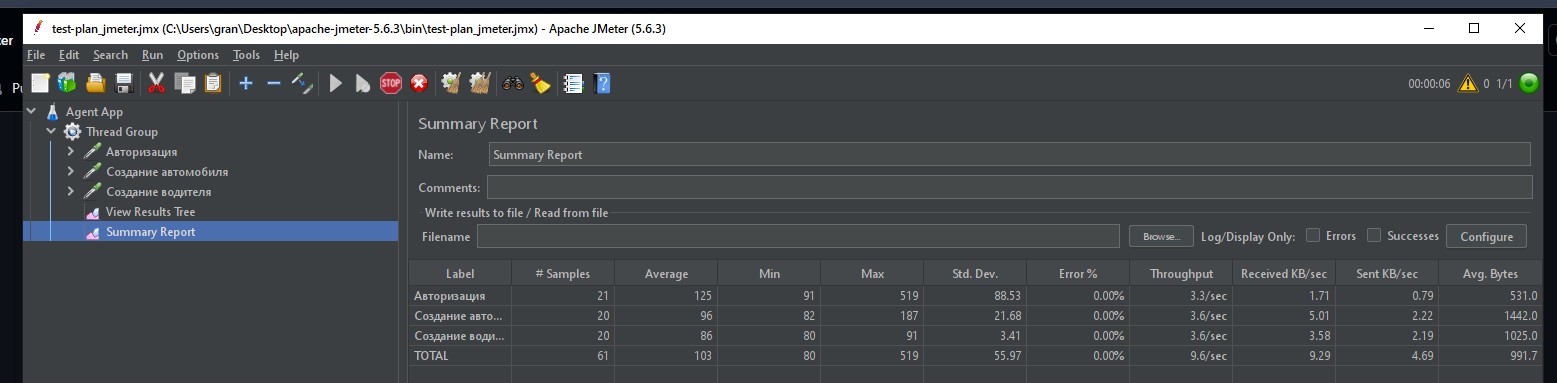 test-plan_jmeter.jmx (C:\Users\gran\Desktop\apache-jmeter-5.6.3\bin\test-plan_jmeter.jmx) - Apache JMeter (5.6.3)
File Edit Search Run Options Tools Help
STOP
00:00:06 0 1/1
Agent App
Thread Group
Авторизация
Создание автомобиля
Создание водителя
View Results Tree
Summary Report
Summary Report
Name: Summary Report
Comments:
Write results to file / Read from file
Filename Browse... Log/Display Only: Errors Successes Configure
Label # Samples Average Min Max Std. Dev. Error % Throughput Received KB/sec Sent KB/sec Avg. Bytes
Авторизация 21 125 91 519 88.53 0.00% 3.3/sec 1.71 0.79 531.0
Создание авто... 20 96 82 187 21.68 0.00% 3.6/sec 5.01 2.22 1442.0
Создание води... 20 86 80 91 3.41 0.00% 3.6/sec 3.58 2.19 1025.0
TOTAL 61 103 80 519 55.97 0.00% 9.6/sec 9.29 4.69 991.7